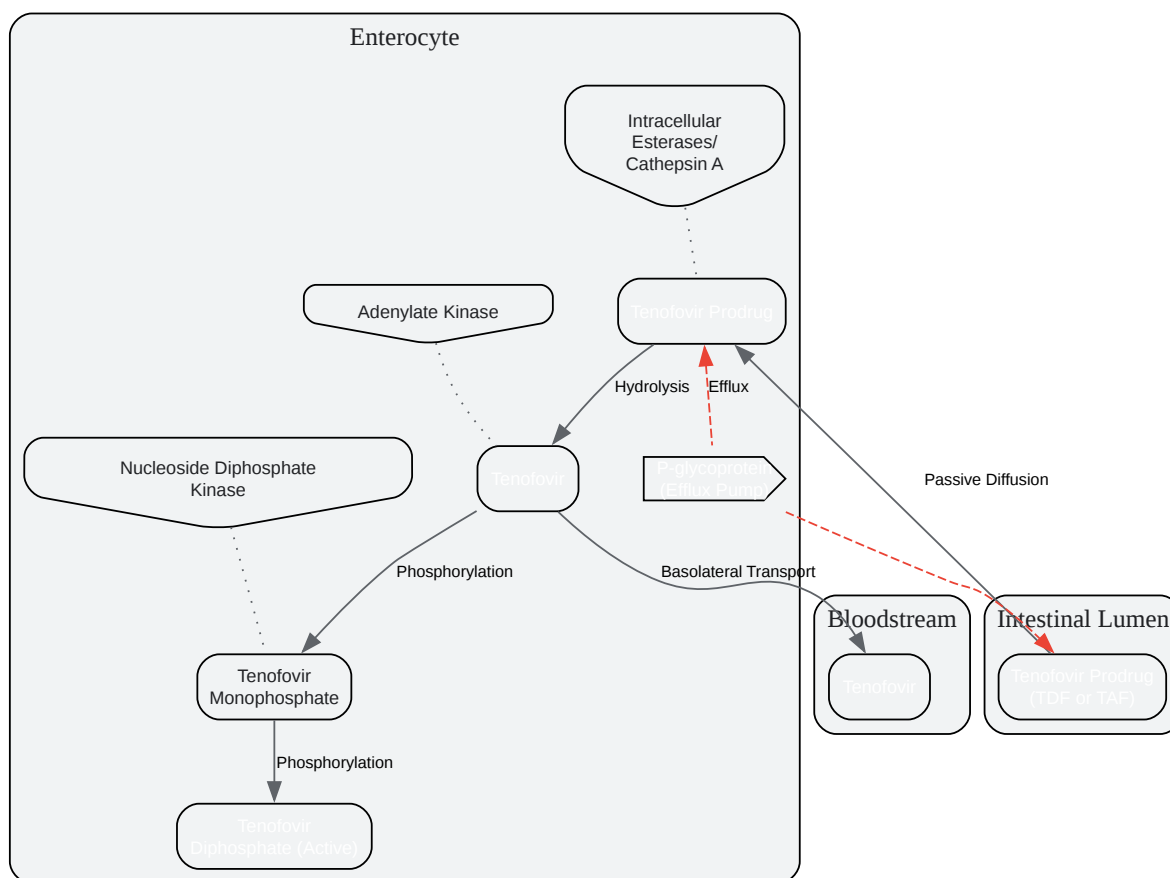 Enterocyte
Intracellular
Esterases/
Cathepsin A
Adenylate Kinase
Tenofovir Prodrug
Hydrolysis
Efflux
Nucleoside Diphosphate
Kinase
Tenofovir
P-glycoprotein
(Efflux Pump)
Passive Diffusion
Phosphorylation
Basolateral Transport
Bloodstream
Intestinal Lumen
Tenofovir
Monophosphate
Tenofovir
Tenofovir Prodrug
(TDF or TAF)
Phosphorylation
Tenofovir
Diphosphate (Active)